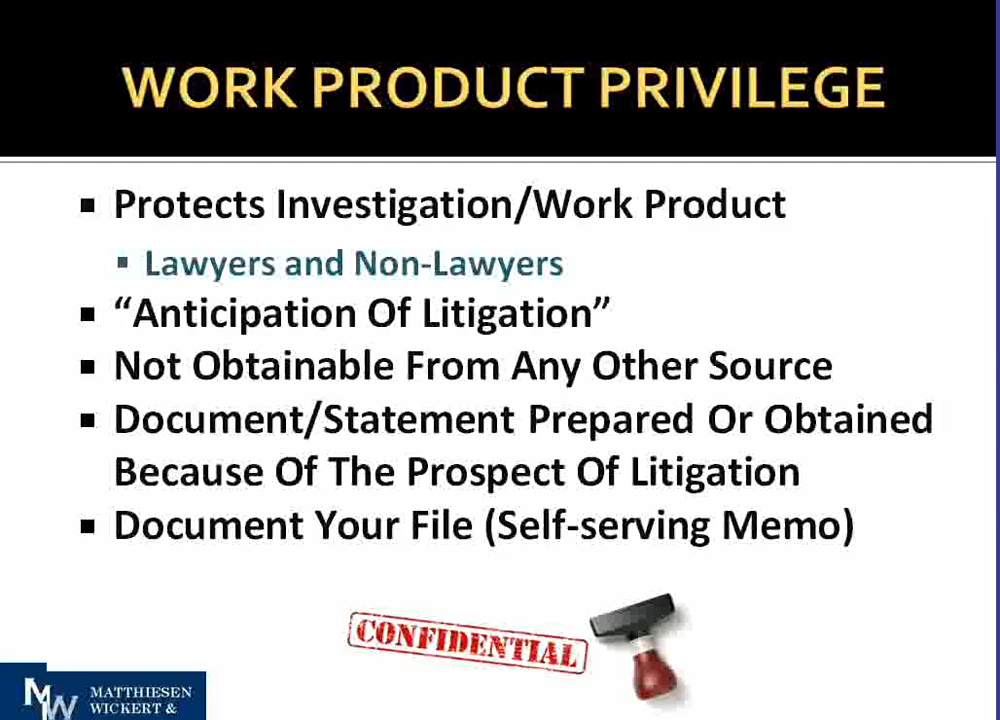 WORK PRODUCT PRIVILEGE
▪ Protects Investigation/Work Product
▪ Lawyers and Non-Lawyers
▪ “Anticipation Of Litigation”
▪ Not Obtainable From Any Other Source
▪ Document/Statement Prepared Or Obtained
Because Of The Prospect Of Litigation
▪ Document Your File (Self-serving Memo)
CONFIDENTIAL
MW
MATTHIESEN
WICKERT &